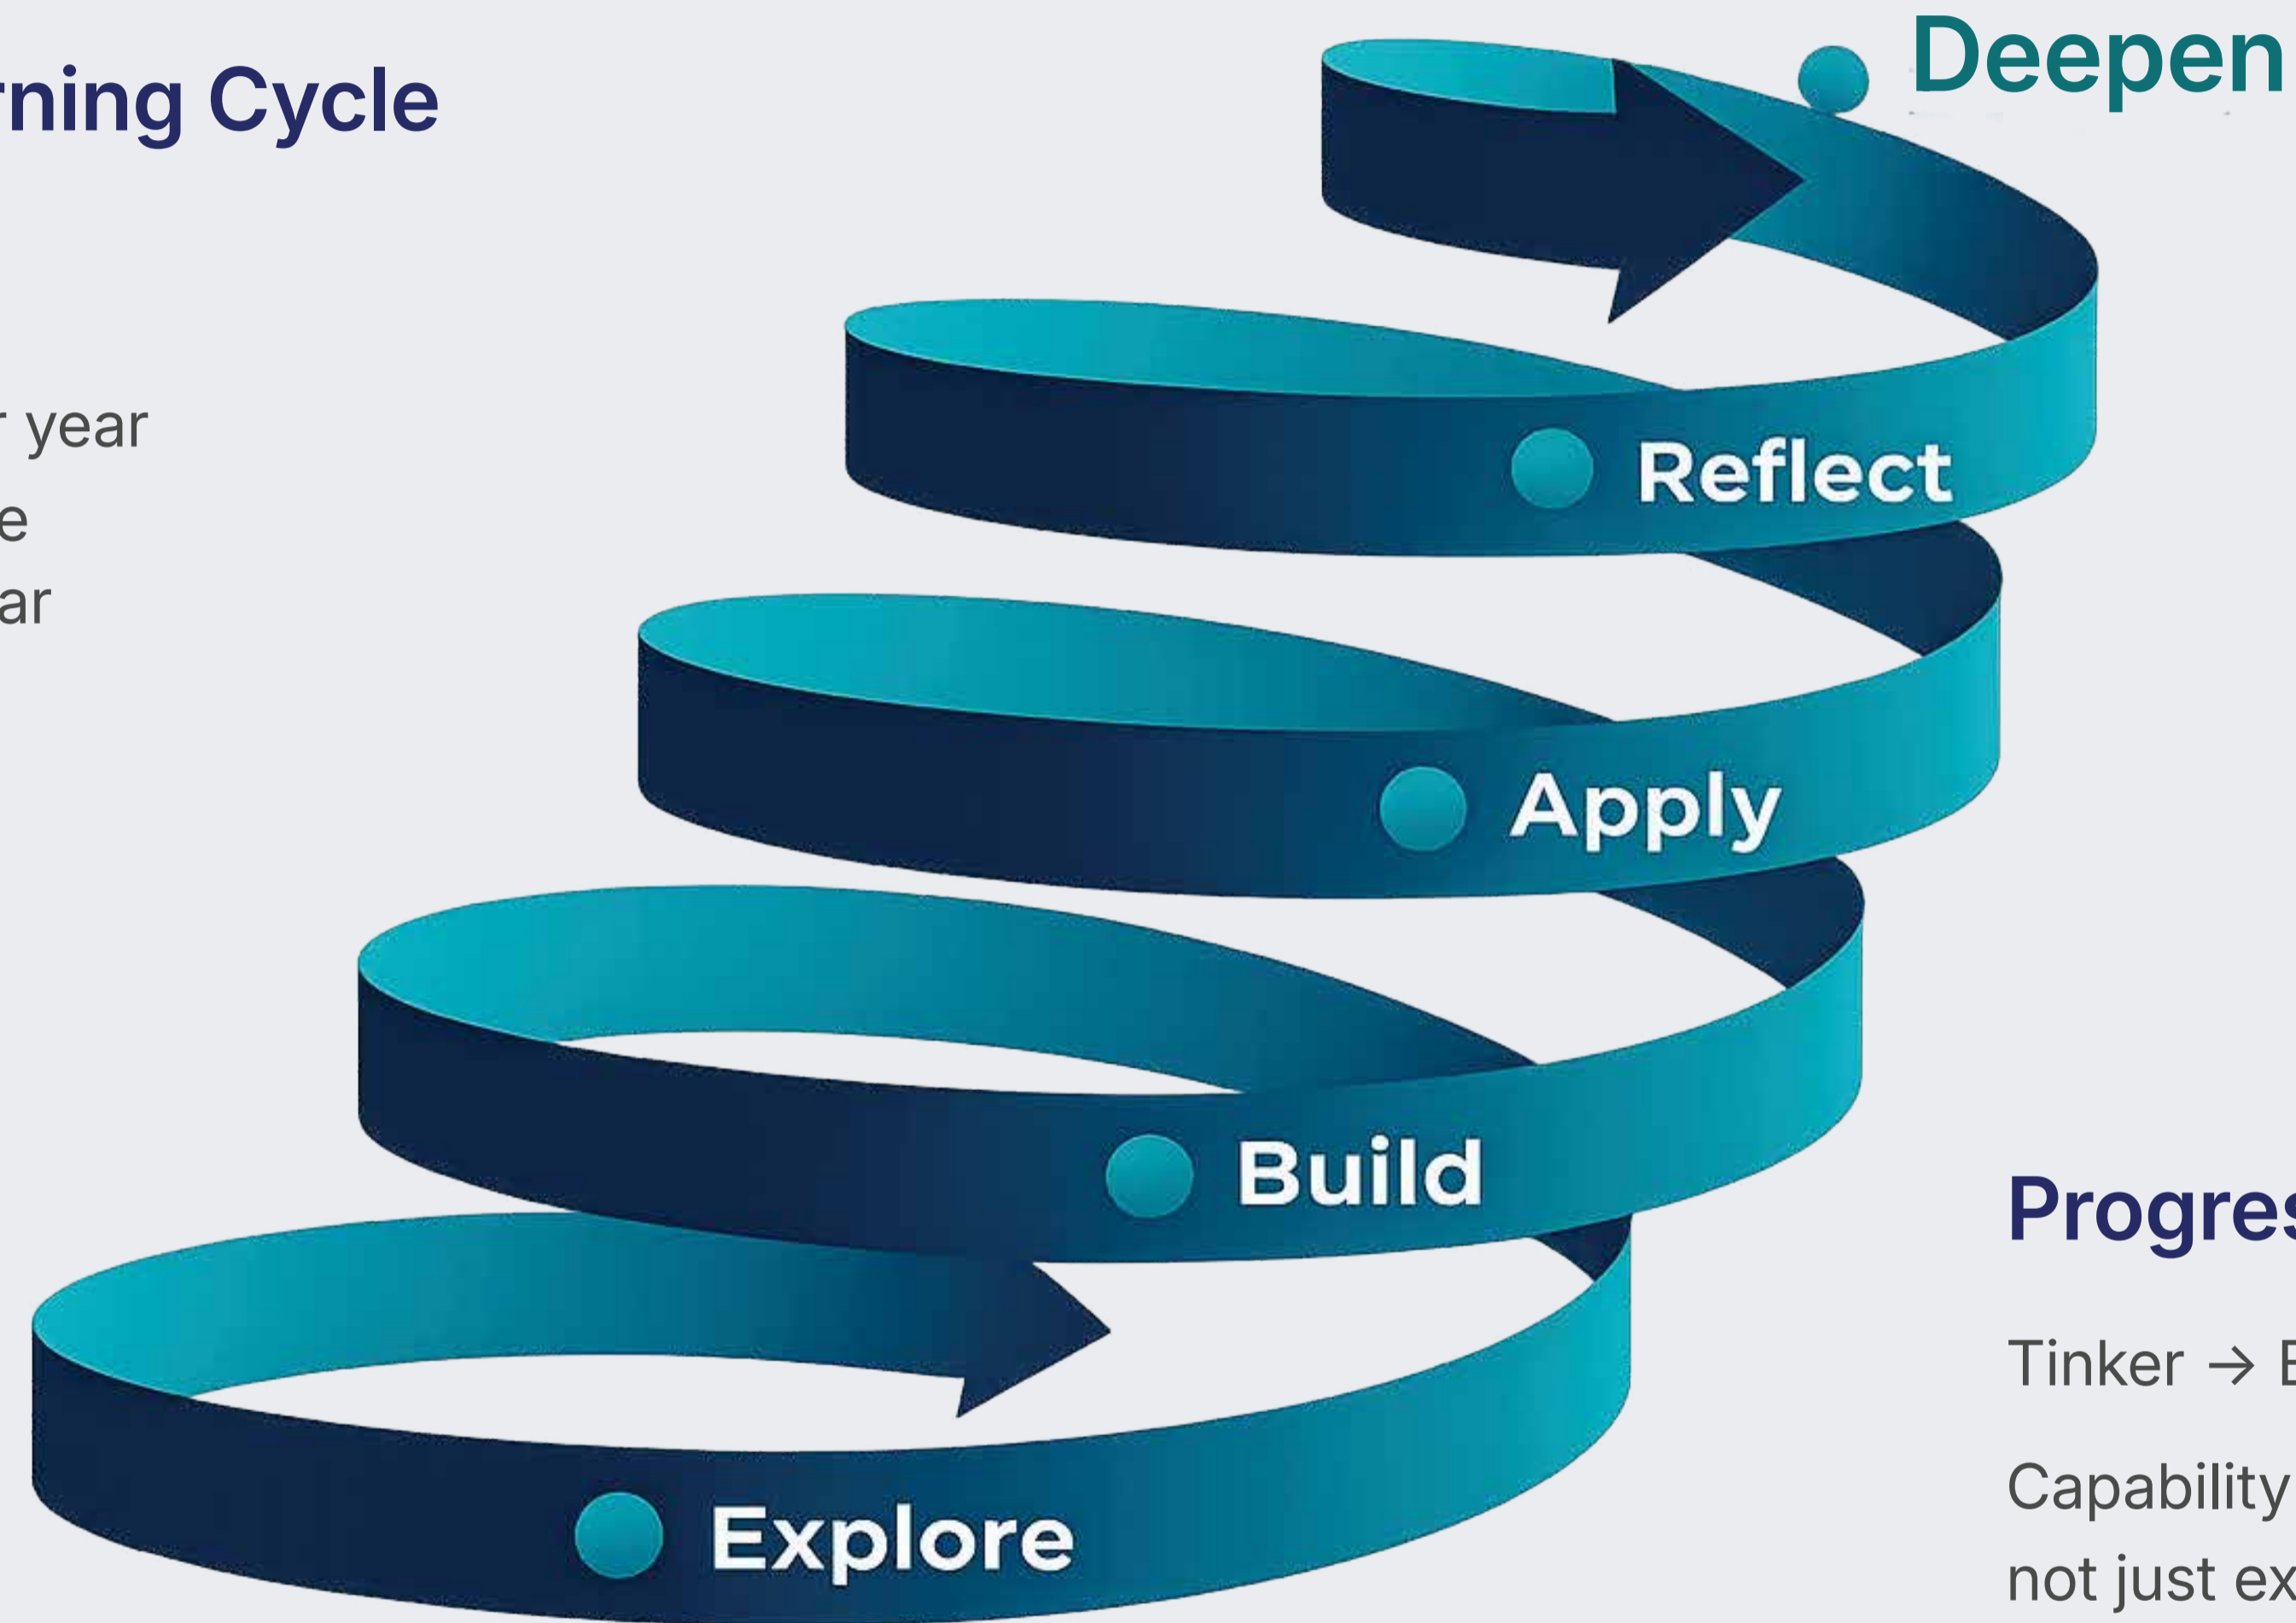 rning Cycle
r year
e
ar
Deepen
Reflect
Apply
Build
Explore
Progres
Tinker →
Capability
not just ex